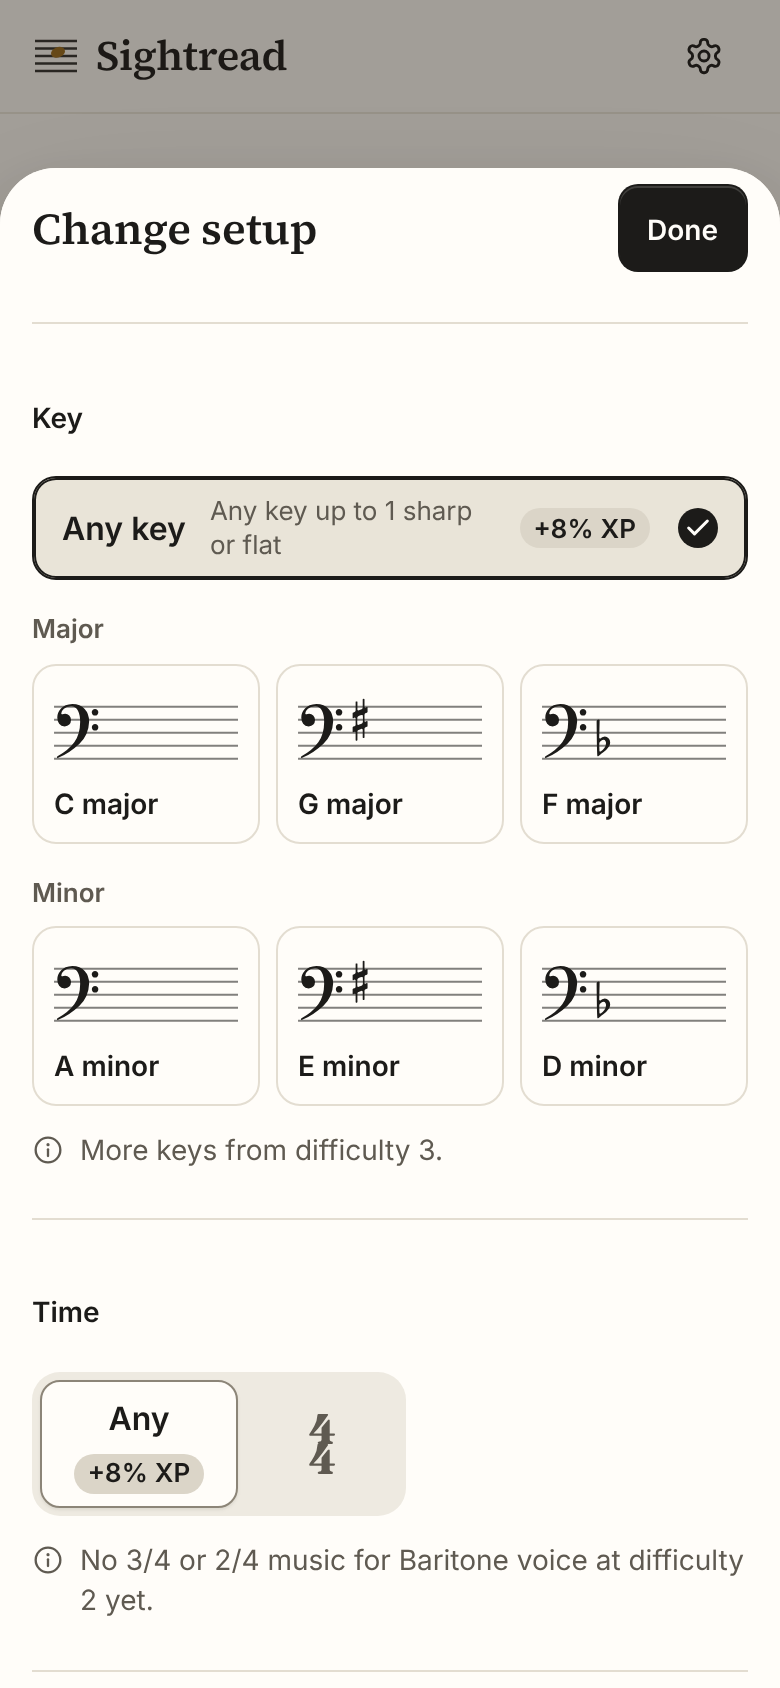 Sightread
Change setup
Done
Key
Any key
Any key up to 1 sharp
or flat
+8% XP
Major
C major
G major
F major
Minor
A minor
E minor
D minor
More keys from difficulty 3.
Time
Any
+8% XP
4
4
No 3/4 or 2/4 music for Baritone voice at difficulty
2 yet.